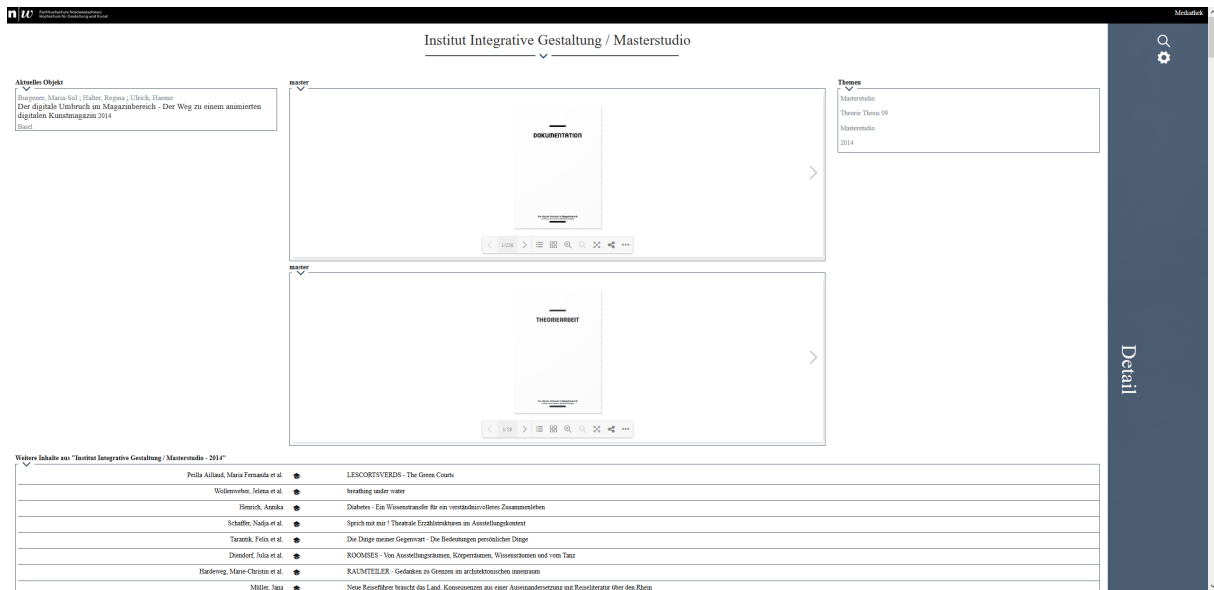 n|w Fachhochschule Nordwestschweiz
Hochschule für Gestaltung und Kunst
Mediathek
Institut Integrative Gestaltung / Masterstudio
Aktuelles Objekt
Burgener, Maria-Sol ; Halter, Regina ; Ulrich, Hanne
Der digitale Umbruch im Magazinbereich - Der Weg zu einem animierten
digitalen Kunstmagazin 2014
Basel
master
DOKUMENTATION
master
THEORIEARBEIT
Themen
Masterstudio
Theorie Thesis 09
Masterstudio
2014
Detail
Weitere Inhalte aus "Institut Integrative Gestaltung / Masterstudio - 2014"
Peilla Aillaud, Maria Fernanda et al. LESCORTSVERDS - The Green Courts
Wollenweber, Jelena et al. breathing under water
Henrich, Annika Diabetes - Ein Wissenstransfer für ein verständnisvolleres Zusammenleben
Schaffer, Nadja et al. Sprich mit mir ! Theatrale Erzählstrukturen im Ausstellungskontext
Tarantik, Felix et al. Die Dinge meiner Gegenwart - Die Bedeutungen persönlicher Dinge
Diendorf, Julia et al. ROOMSES - Von Ausstellungsräumen, Körperräumen, Wissensräumen und vom Tanz
Hardeweg, Marie-Christin et al. RAUMTEILER - Gedanken zu Grenzen im architektonischen innenraum
Müller, Jana Neue Reiseführer braucht das Land. Konsequenzen aus einer Auseinandersetzung mit Reiseliteratur über den Rhein